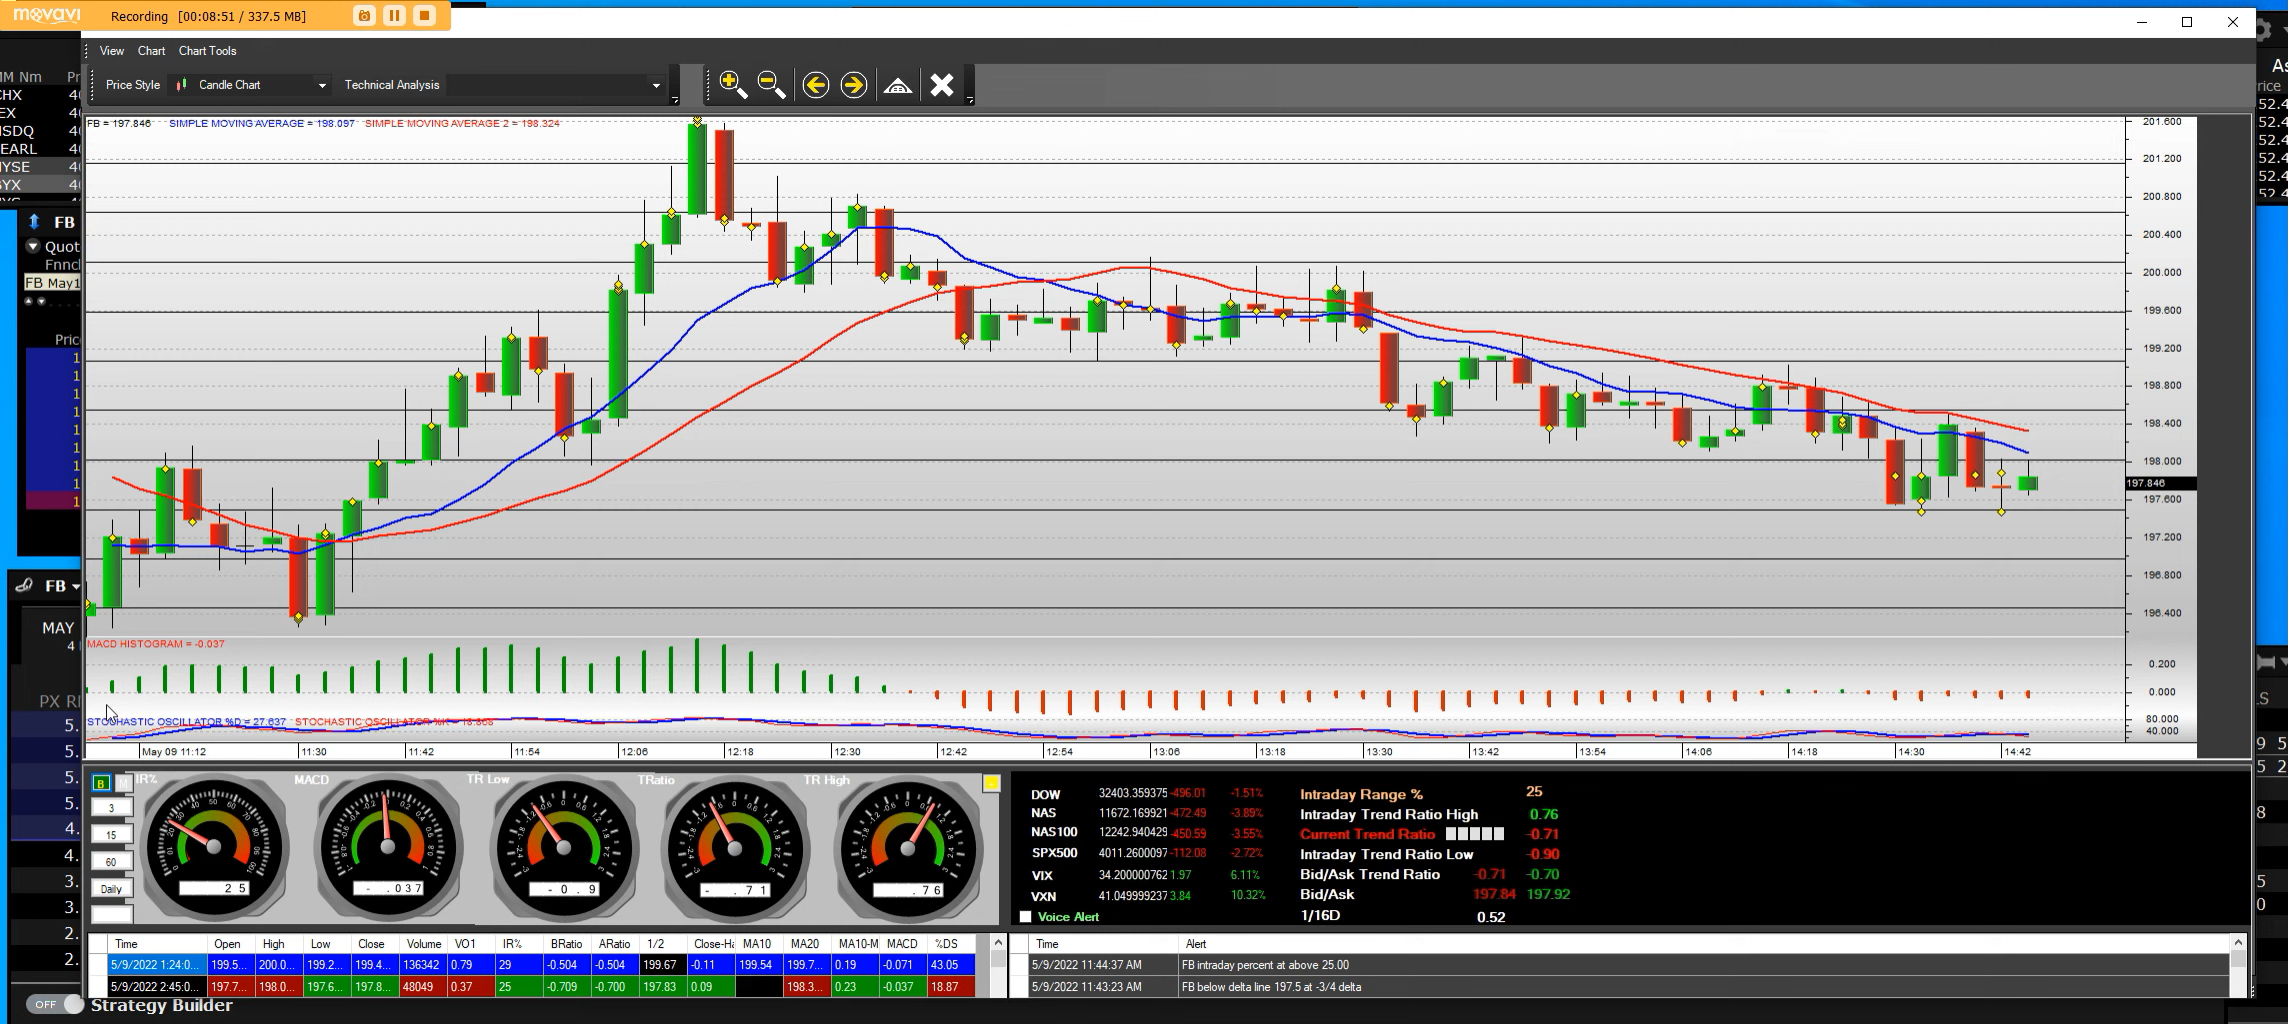 movavi Recording [00:08:51 / 337.5 MB]
View Chart Chart Tools
Price Style Candle Chart Technical Analysis
MM Nm
NSDQ
FB
FB May1
FB
MAY
4
FB = 197.846 SIMPLE MOVING AVERAGE = 198.097 SIMPLE MOVING AVERAGE 2 = 198.324
201.600
201.200
200.800
200.400
200.000
199.600
199.200
198.800
198.400
198.000
197.846
197.600
197.200
196.800
196.400
MACD HISTOGRAM = -0.037
0.200
0.000
STOCHASTIC OSCILLATOR %D = 27.637 STOCHASTIC OSCILLATOR %K = 18.868
80.000
40.000
May 09 11:12 11:30 11:42 11:54 12:06 12:18 12:30 12:42 12:54 13:06 13:18 13:30 13:42 13:54 14:06 14:18 14:30 14:42
B IR% MACD TR Low TRatio TR High
3
15
60
Daily
25 - .037 -0.9 - .71 .76
DOW 32403.359375 -496.01 -1.51%
NAS 11672.169921 -472.49 -3.89%
NAS100 12242.940429 -450.59 -3.55%
SPX500 4011.2600097 -112.08 -2.72%
VIX 34.200000762 1.97 6.11%
VXN 41.049999237 3.84 10.32%
Voice Alert
Intraday Range % 25
Intraday Trend Ratio High 0.76
Current Trend Ratio -0.71
Intraday Trend Ratio Low -0.90
Bid/Ask Trend Ratio -0.71 -0.70
Bid/Ask 197.84 197.92
1/16D 0.52
Time Open High Low Close Volume VO1 IR% BRatio ARatio 1/2 Close-Ha MA10 MA20 MA10-M MACD %DS
5/9/2022 1:24:0... 199.5... 200.0... 199.2... 199.4... 136342 0.79 29 -0.504 -0.504 199.67 -0.11 199.54 199.7... 0.19 -0.071 43.05
5/9/2022 2:45:0... 197.7... 198.0... 197.6... 197.8... 48049 0.37 25 -0.709 -0.700 197.83 0.09 198.3... 0.23 -0.037 18.87
Time Alert
5/9/2022 11:44:37 AM FB intraday percent at above 25.00
5/9/2022 11:43:23 AM FB below delta line 197.5 at -3/4 delta
OFF Strategy Builder